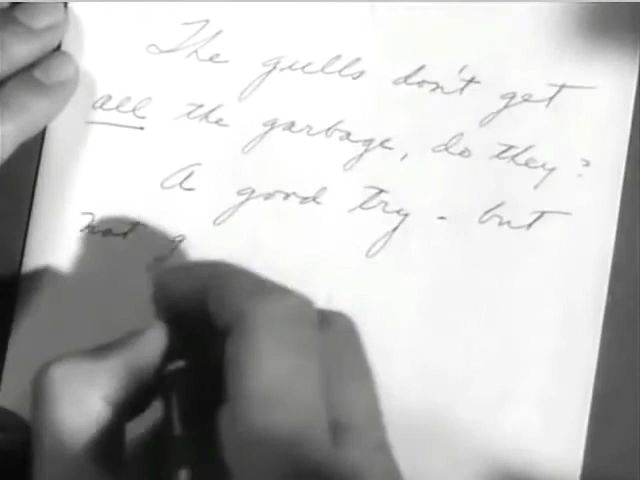 The gulls don't get
all the garbage, do they?
A good try - but
not g